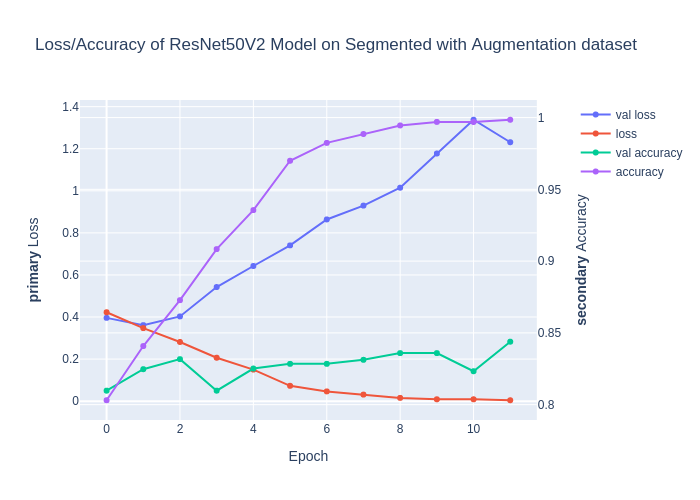 Loss/Accuracy of ResNet50V2 Model on Segmented with Augmentation dataset
val loss
loss
val accuracy
accuracy
primary Loss
1.4
1.2
1
0.8
0.6
0.4
0.2
0
1
0.95
0.9
0.85
0.8
secondary Accuracy
0 2 4 6 8 10
Epoch